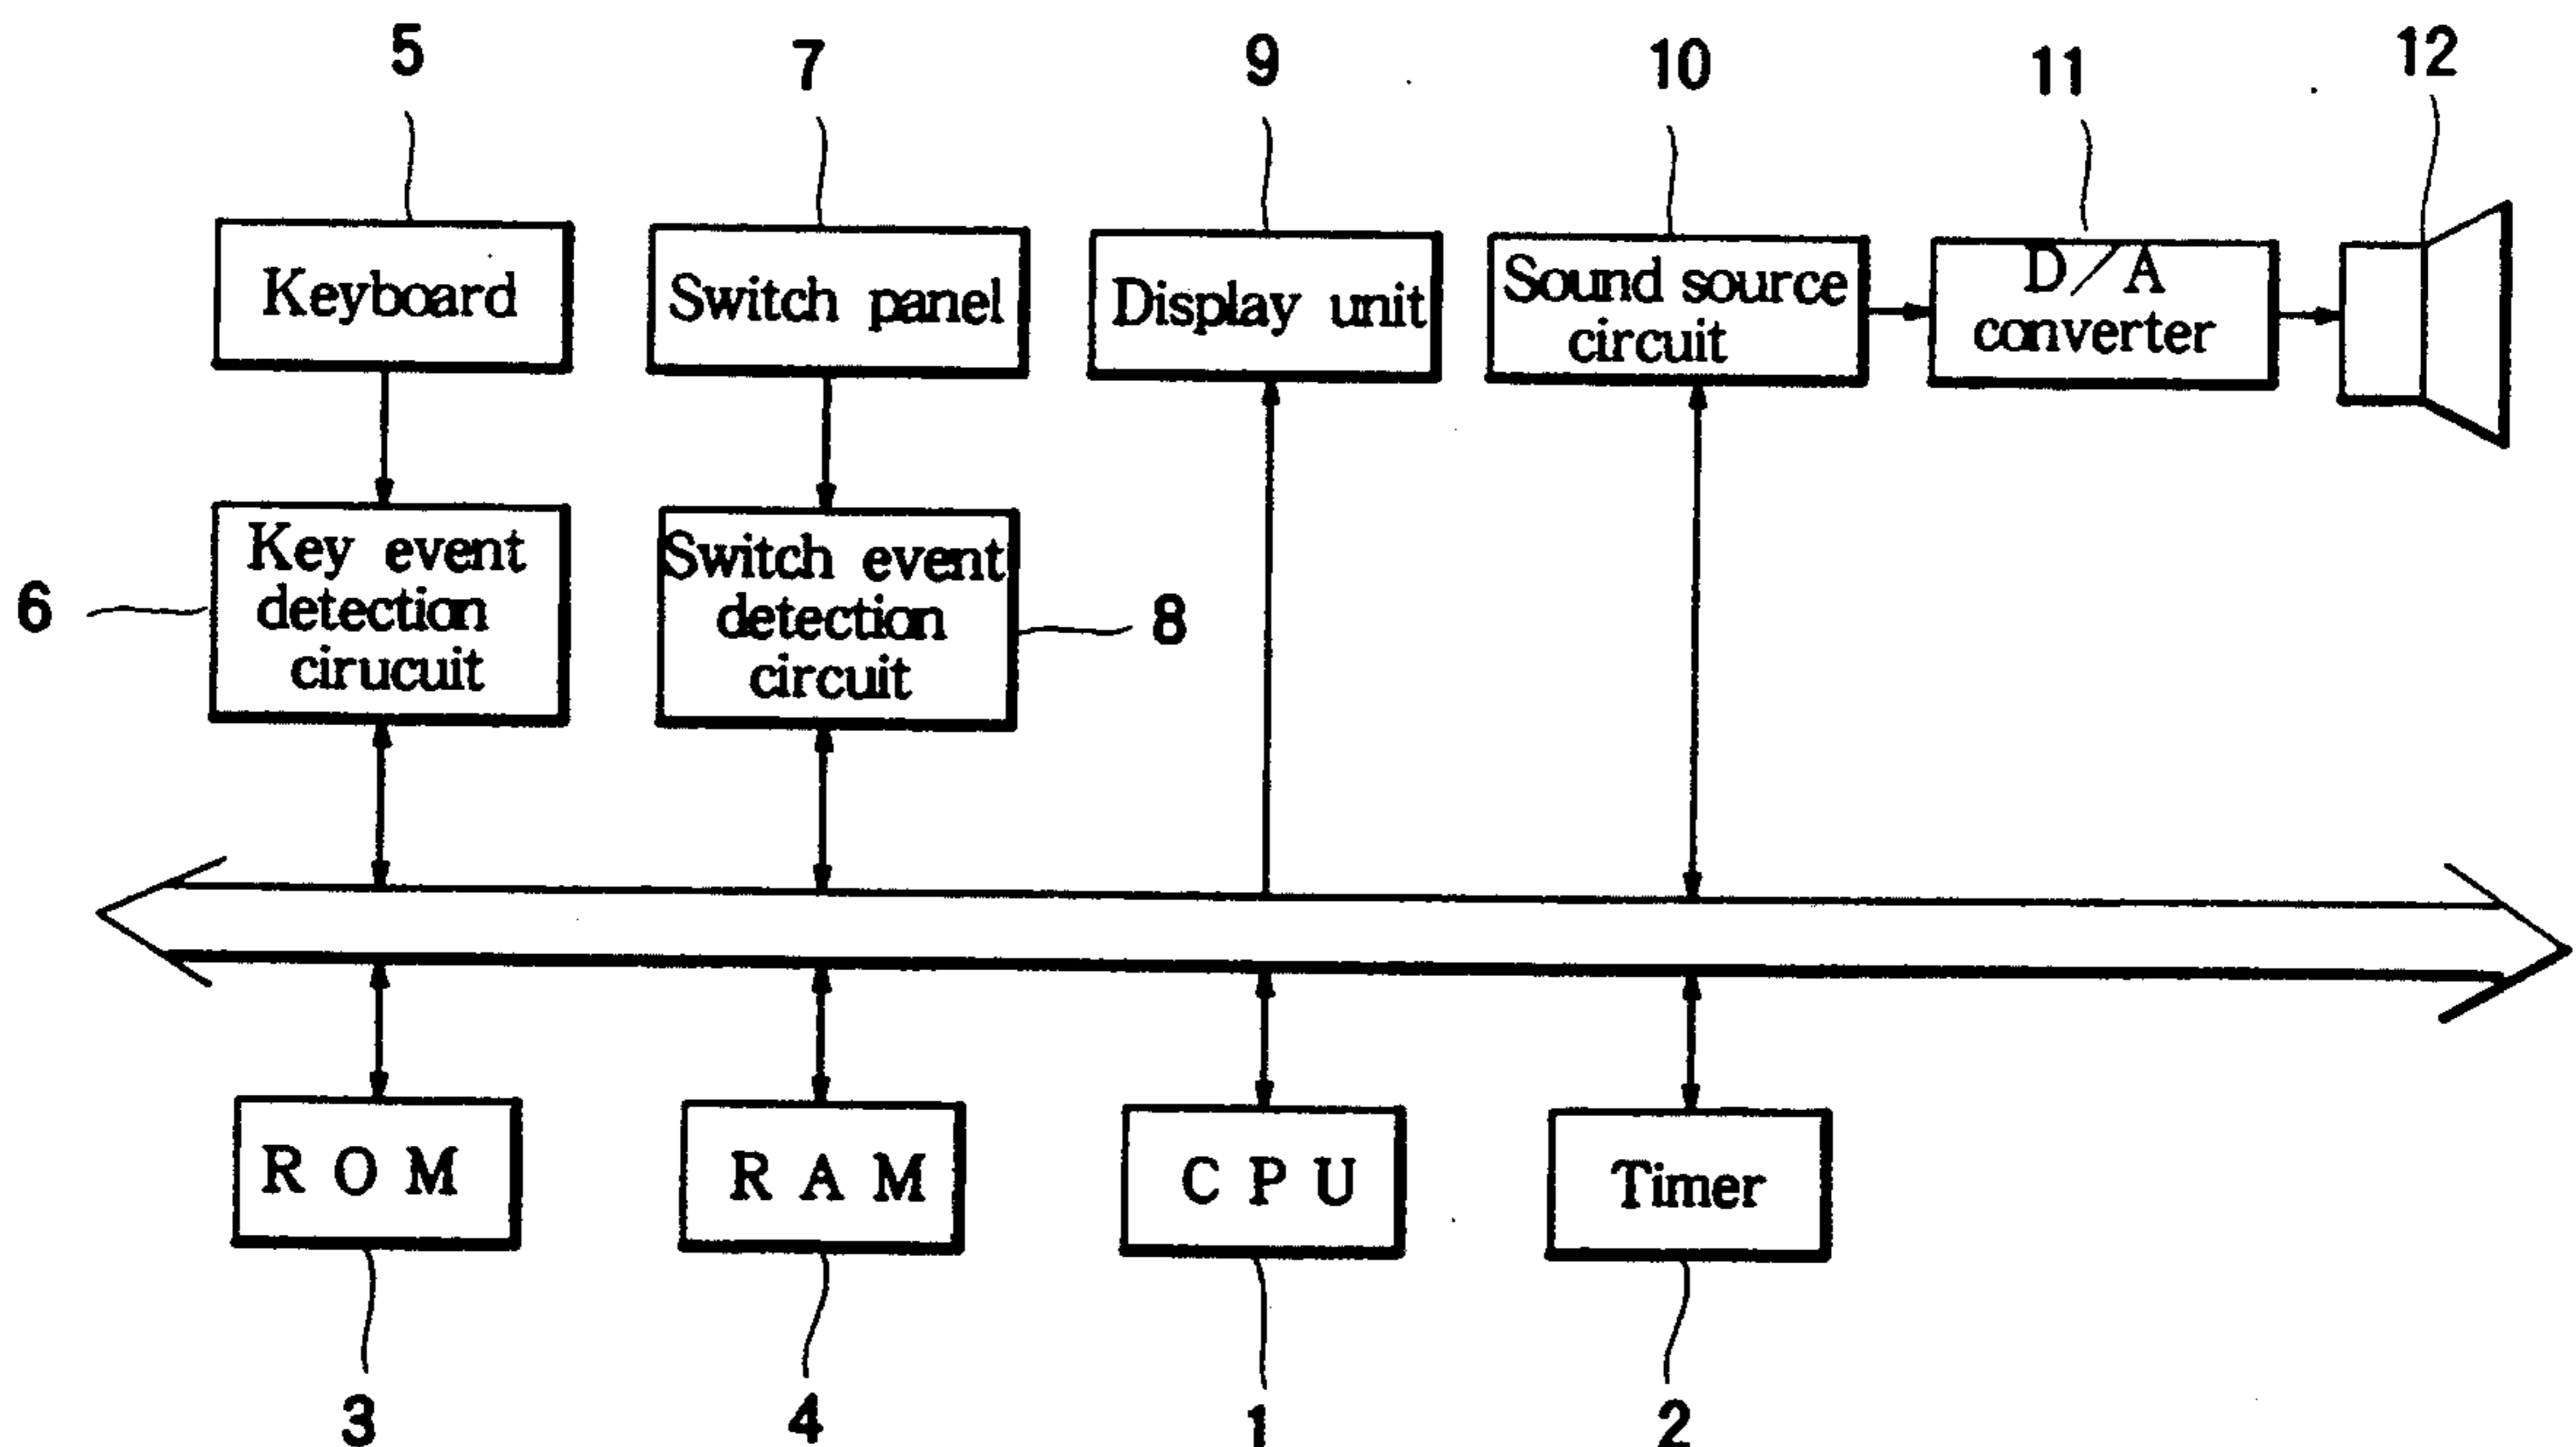 5
7
9
10
11
12
Keyboard
Switch panel
Display unit
Sound source
circuit
D/A
converter
Key event
detection
cirucuit
6
Switch event
detection
circuit
8
ROM
RAM
CPU
Timer
3
4
1
2